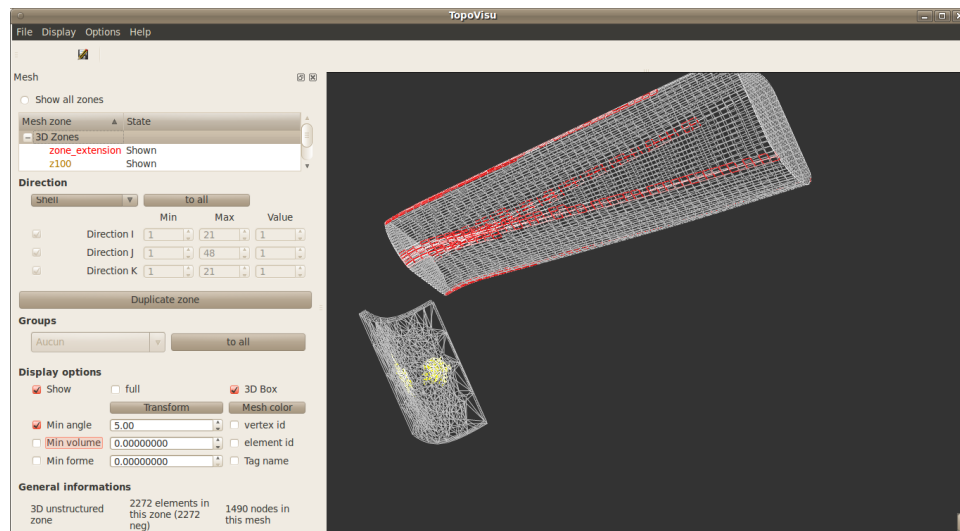 TopoVisu
File Display Options Help
Mesh
Show all zones
Mesh zone State
3D Zones
zone_extension Shown
z100 Shown
Direction
Shell to all
Min Max Value
Direction I 1 21 1
Direction J 1 48 1
Direction K 1 21 1
Duplicate zone
Groups
Aucun to all
Display options
Show full 3D Box
Transform Mesh color
Min angle 5.00 vertex id
Min volume 0.00000000 element id
Min forme 0.00000000 Tag name
General informations
3D unstructured zone
2272 elements in this zone (2272 neg)
1490 nodes in this mesh